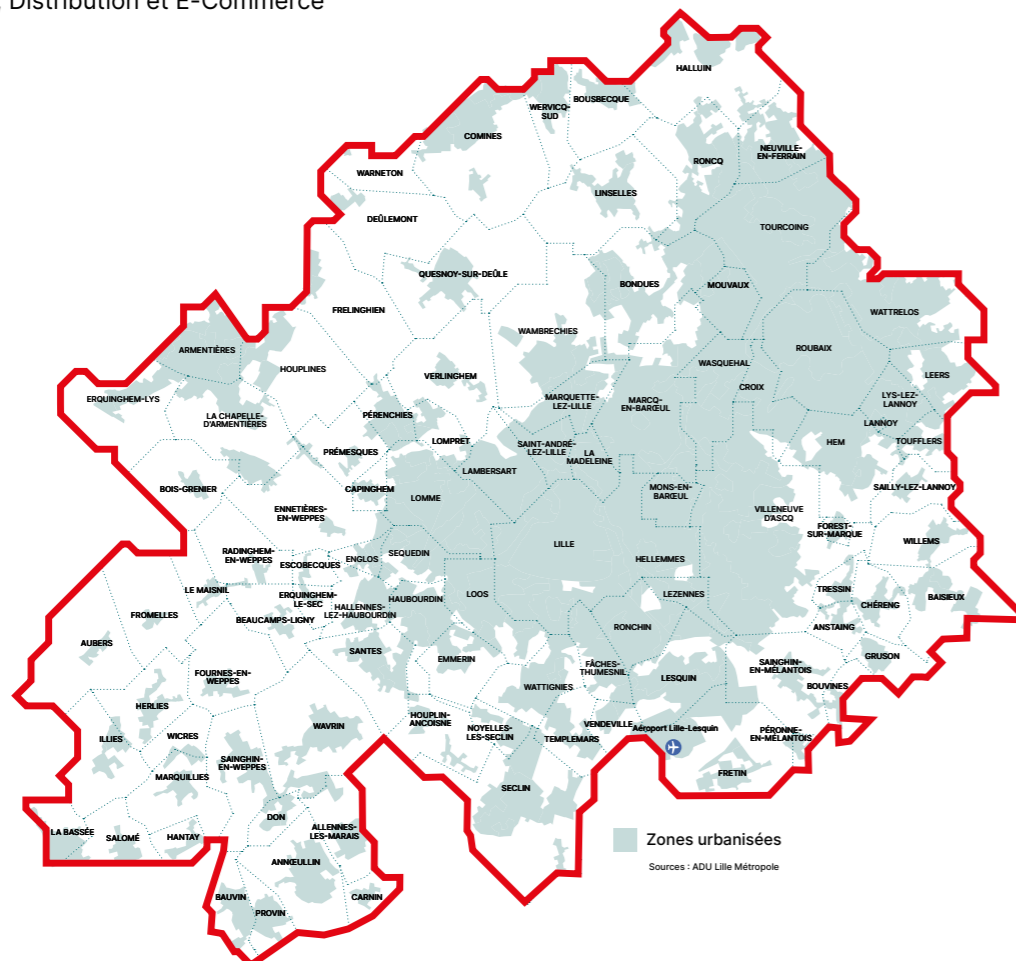 Distribution et E-Commerce
HALLUIN
BOUSBECQUE
WERVICQ-
SUD
COMINES
NEUVILLE-
EN-FERRAIN
RONCQ
WARNETON
LINSELLES
DEÛLEMONT
TOURCOING
QUESNOY-SUR-DEÛLE
BONDUES
MOUVAUX
FRELINGHIEN
WATTRELOS
WAMBRECHIES
ROUBAIX
ARMENTIÈRES
WASQUEHAL
HOUPLINES
VERLINGHEM
LEERS
CROIX
ERQUINGHEM-LYS
MARQUETTE-
LEZ-LILLE
MARCQ-
EN-BARŒUL
LYS-LEZ-
LANNOY
LA CHAPELLE-
D'ARMENTIÈRES
PÉRENCHIES
LANNOY
LOMPRET
SAINT-ANDRÉ-
LEZ-LILLE
LA
MADELEINE
HEM
TOUFFLERS
PRÉMESQUES
LAMBERSART
BOIS-GRENIER
CAPINGHEM
LOMME
MONS-EN-
BARŒUL
SAILLY-LEZ-LANNOY
ENNETIÈRES-
EN-WEPPES
VILLENEUVE
D'ASCQ
FOREST-
SUR-MARQUE
WILLEMS
LILLE
RADINGHEM-
EN-WEPPES
ESCOBECQUES
ENGLOS
SEQUEDIN
HELLEMMES
LE MAISNIL
ERQUINGHEM-
LE-SEC
HAUBOURDIN
LOOS
LEZENNES
TRESSIN
BAISIEUX
CHÉRENG
FROMELLES
BEAUCAMPS-LIGNY
HALLENNES-
LEZ-HAUBOURDIN
RONCHIN
ANSTAING
AUBERS
SANTES
EMMERIN
GRUSON
FOURNES-EN-
WEPPES
FÂCHES-
THUMESNIL
LESQUIN
SAINGHIN-
EN-MÉLANTOIS
WATTIGNIES
BOUVINES
HERLIES
HOUPLIN-
ANCOISNE
WAVRIN
NOYELLES-
LES-SECLIN
VENDEVILLE
Aéroport Lille-Lesquin
PÉRONNE-
EN-MÉLANTOIS
ILLIES
WICRES
TEMPLEMARS
SAINGHIN-
EN-WEPPES
MARQUILLIES
FRETIN
SECLIN
DON
LA BASSÉE
SALOMÉ
HANTAY
ALLENNES-
LES-MARAIS
Zones urbanisées
ANNŒULLIN
Sources : ADU Lille Métropole
BAUVIN
CARNIN
PROVIN